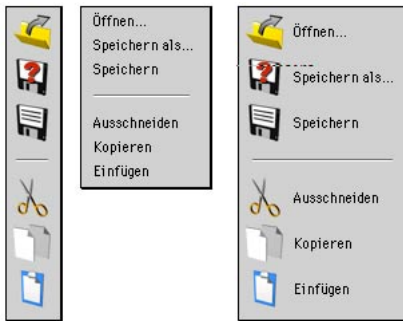 Öffnen...
Speichern als...
Speichern
Ausschneiden
Kopieren
Einfügen
Öffnen...
Speichern als...
Speichern
Ausschneiden
Kopieren
Einfügen